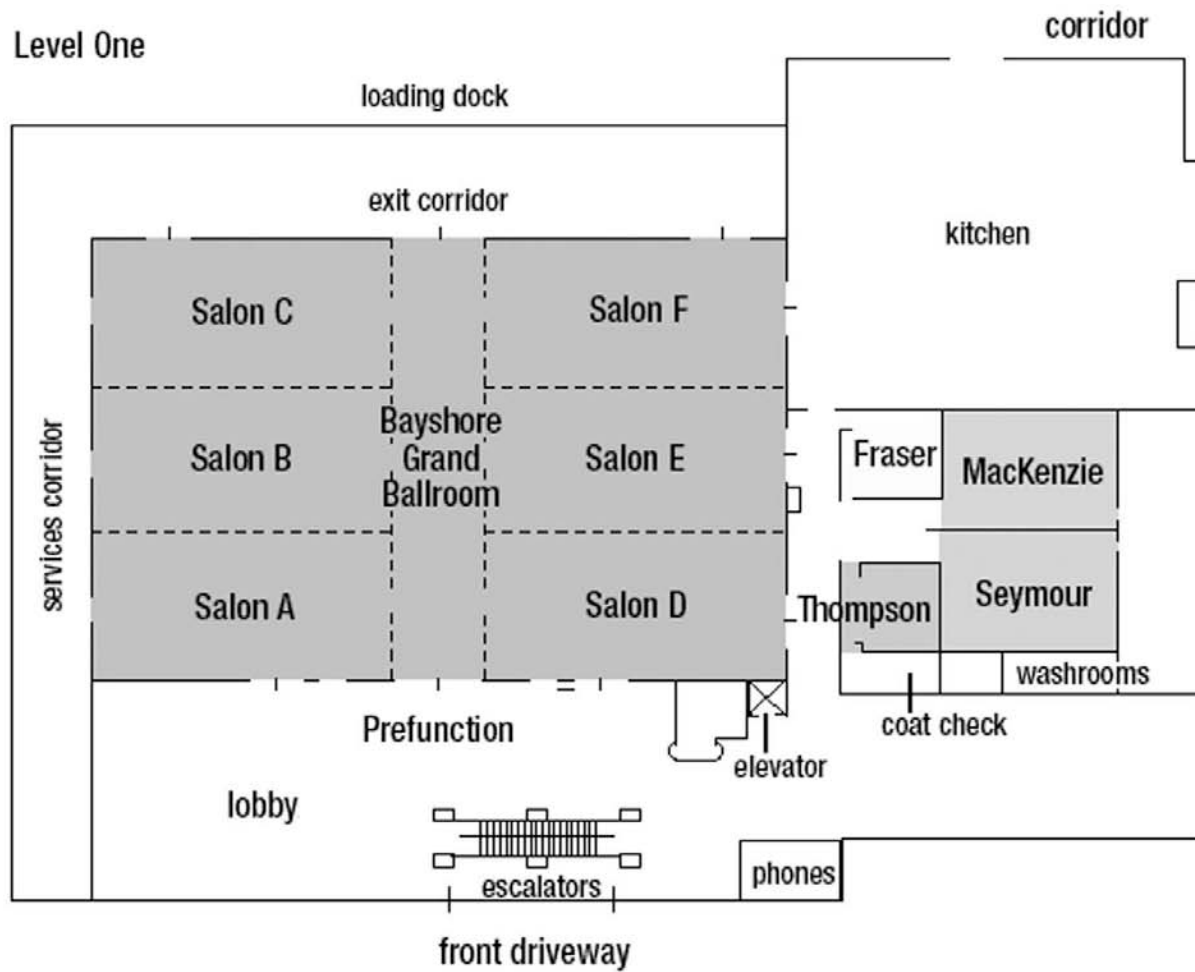 corridor
Level One
loading dock
exit corridor
kitchen
Salon C
Salon F
Bayshore
Grand
Ballroom
Salon B
Salon E
Fraser
MacKenzie
services corridor
Salon A
Salon D
Thompson
Seymour
washrooms
coat check
Prefunction
elevator
lobby
escalators
phones
front driveway